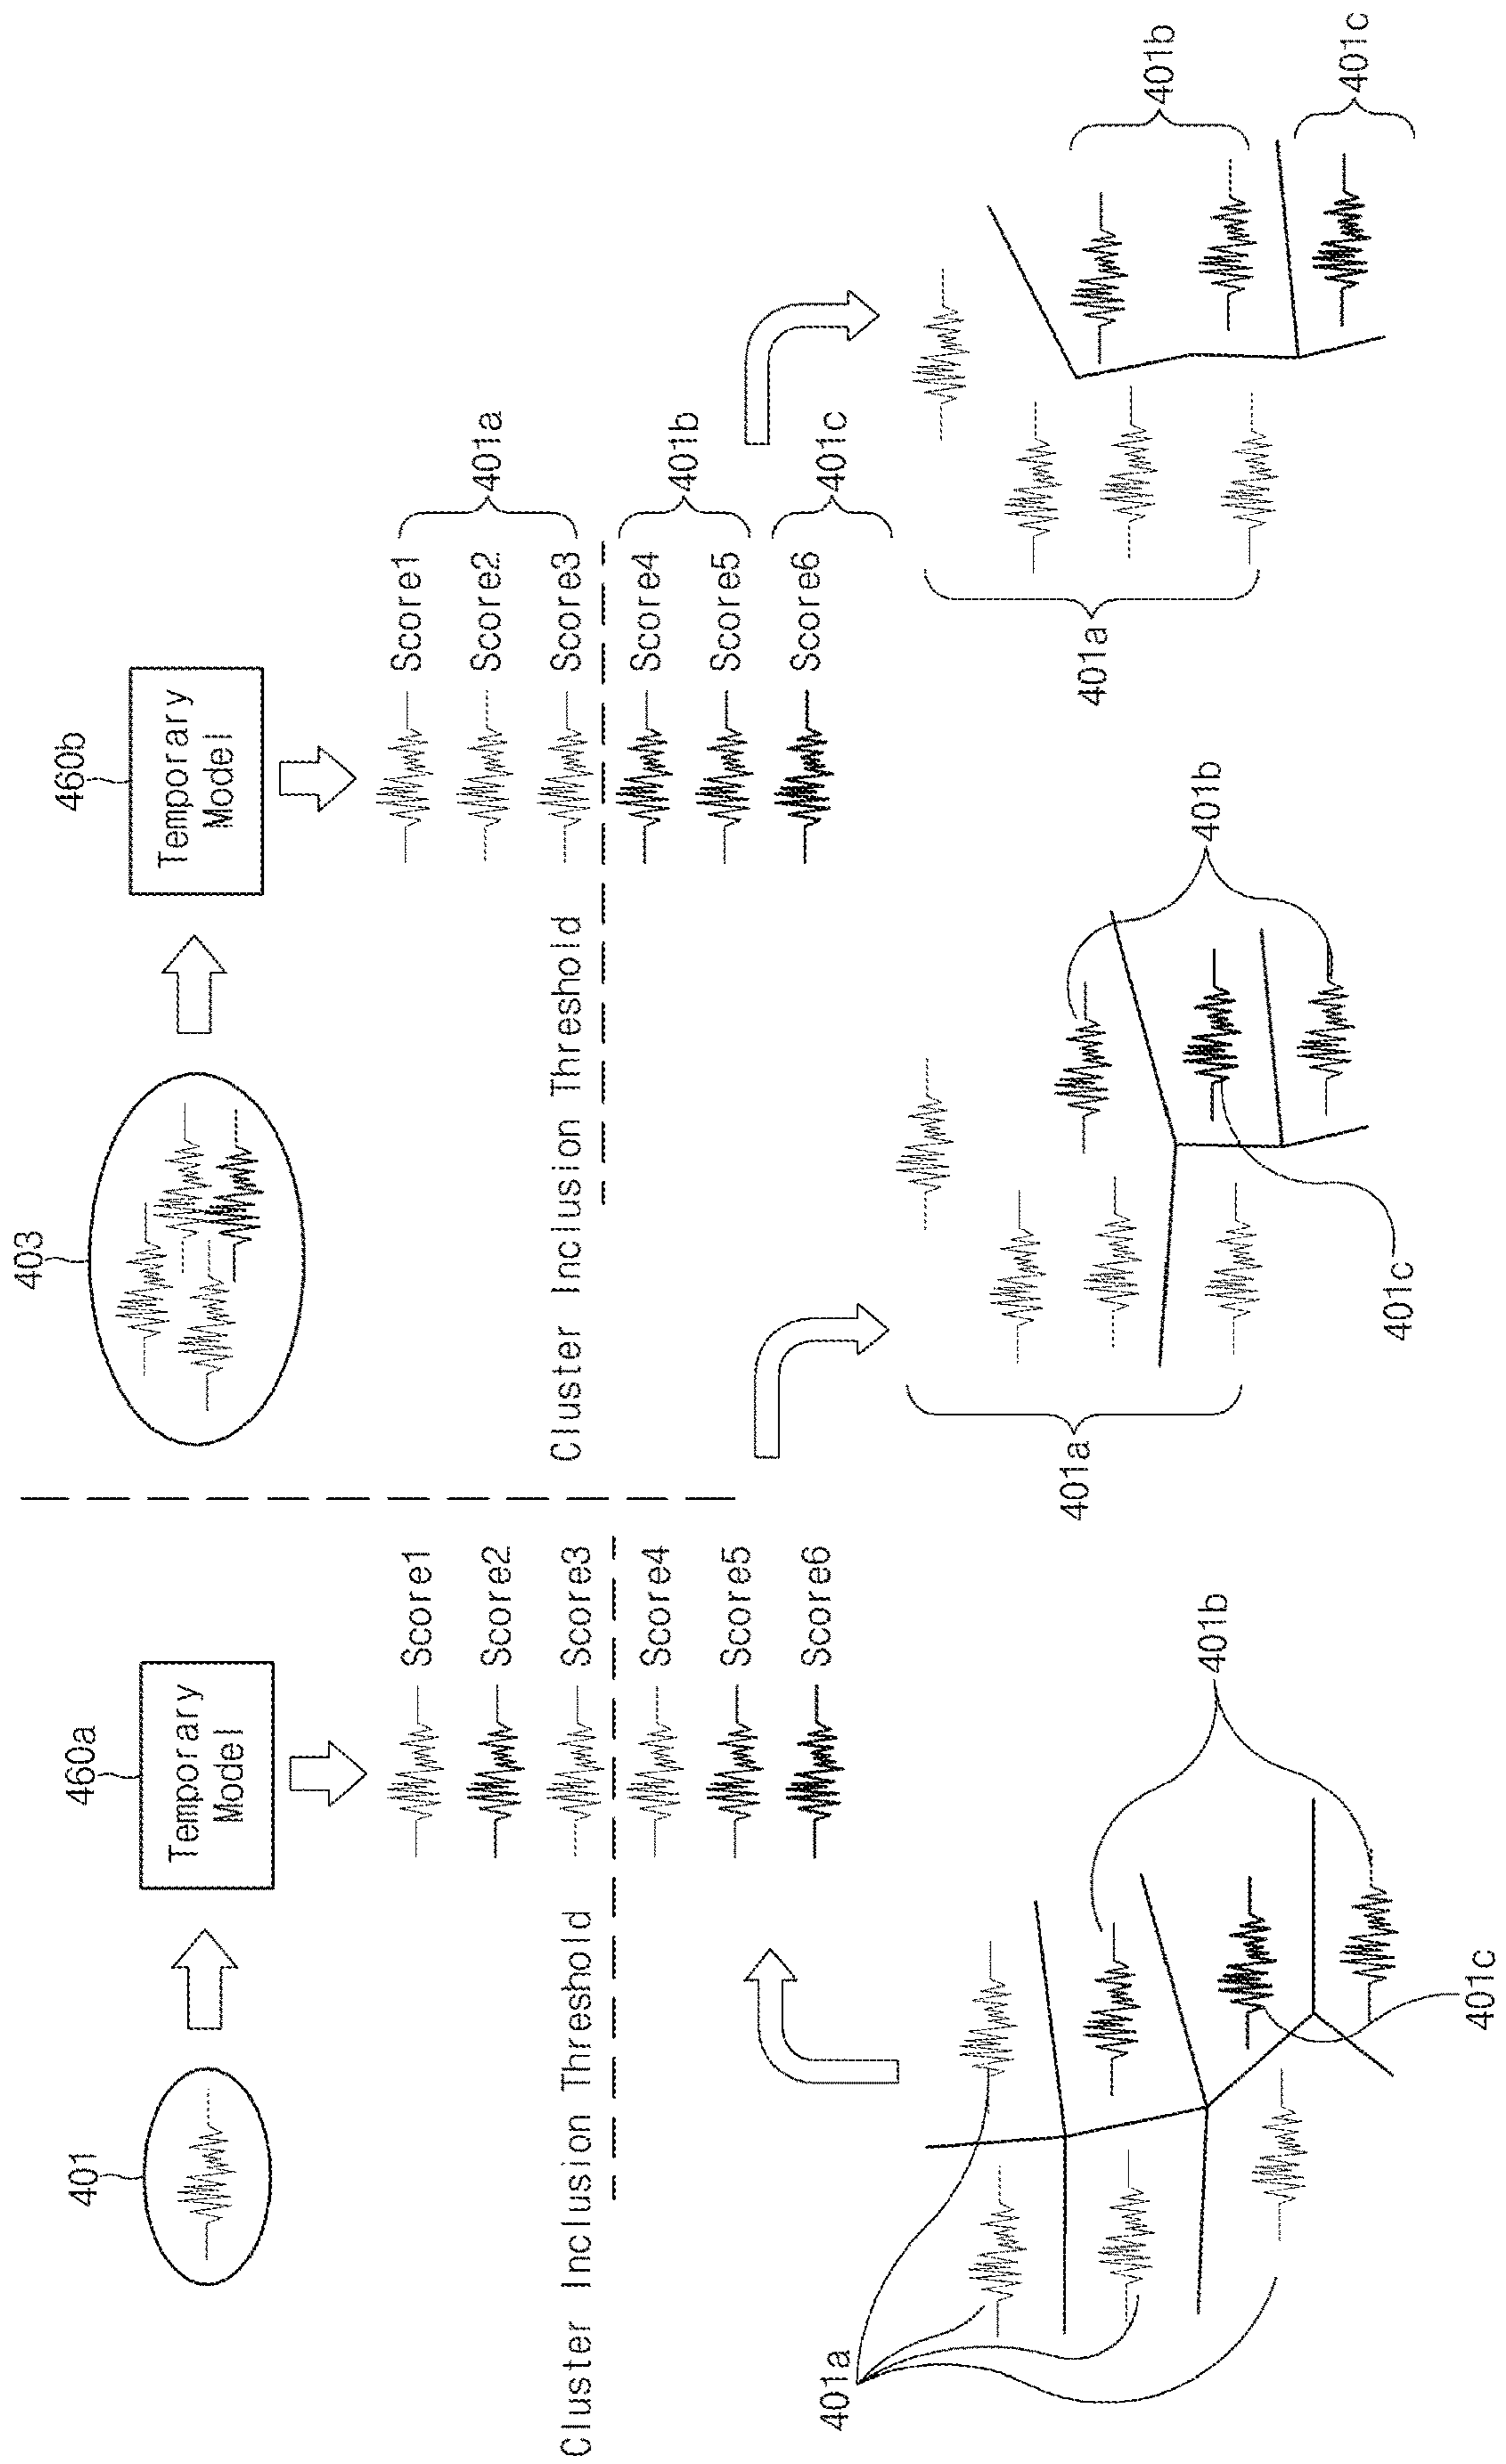 401
460a
Temporary
Model
Score1
Score2
Score3
Cluster Inclusion Threshold
Score4
Score5
Score6
403
460b
Temporary
Model
Score1
Score2
Score3
401a
Cluster Inclusion Threshold
Score4
Score5
401b
Score6
401c
401a
401b
401c
401a
401b
401c
401a
401b
401c